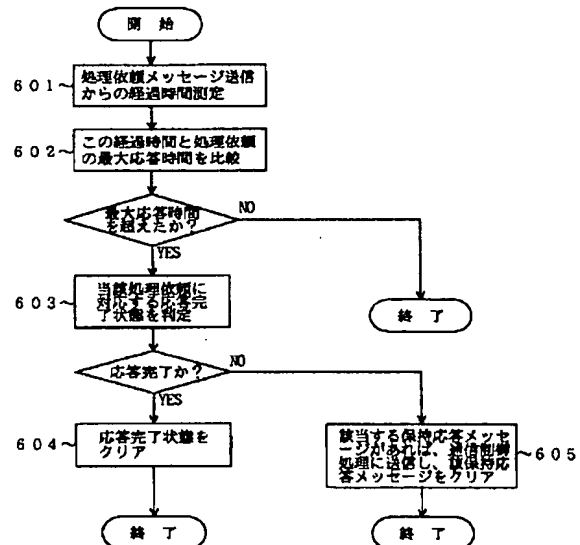 開 始
601
処理依頼メッセージ送信
からの経過時間測定
602
この経過時間と処理依頼
の最大応答時間を比較
最大応答時間
を超えたか?
NO
YES
603
当該処理依頼に
対応する応答完
了状態を判定
終 了
応答完了か?
NO
YES
604
応答完了状態を
クリア
該当する保持応答メッセ
ージがあれば、通信制御
処理に送信し、該保持応
答メッセージをクリア
605
終 了
終 了